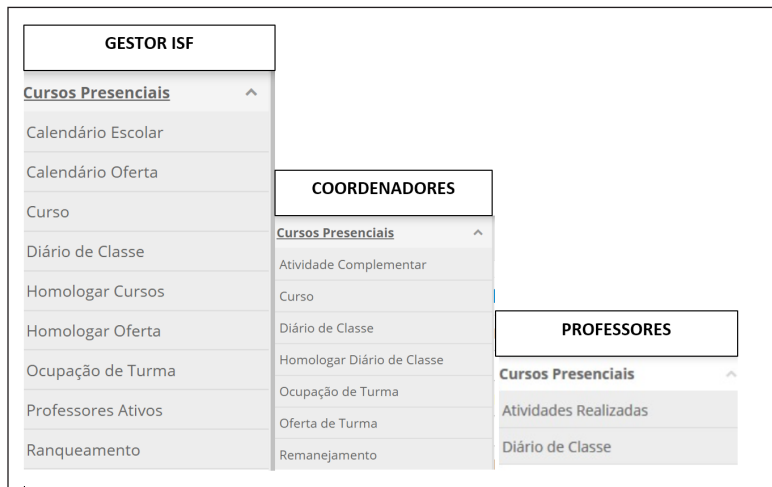 GESTOR ISF
Cursos Presenciais
Calendário Escolar
Calendário Oferta
Curso
Diário de Classe
Homologar Cursos
Homologar Oferta
Ocupação de Turma
Professores Ativos
Ranqueamento
COORDENADORES
Cursos Presenciais
Atividade Complementar
Curso
Diário de Classe
Homologar Diário de Classe
Ocupação de Turma
Oferta de Turma
Remanejamento
PROFESSORES
Cursos Presenciais
Atividades Realizadas
Diário de Classe